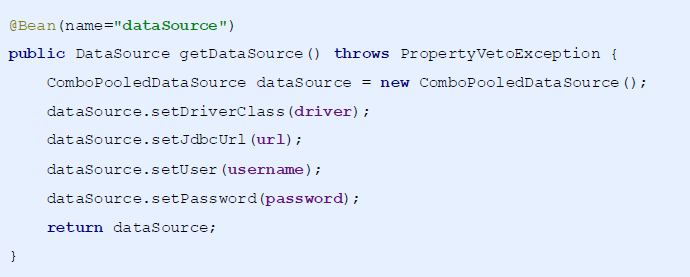 @Bean(name="dataSource")
public DataSource getDataSource() throws PropertyVetoException {
    ComboPooledDataSource dataSource = new ComboPooledDataSource();
    dataSource.setDriverClass(driver);
    dataSource.setJdbcUrl(url);
    dataSource.setUser(username);
    dataSource.setPassword(password);
    return dataSource;
}